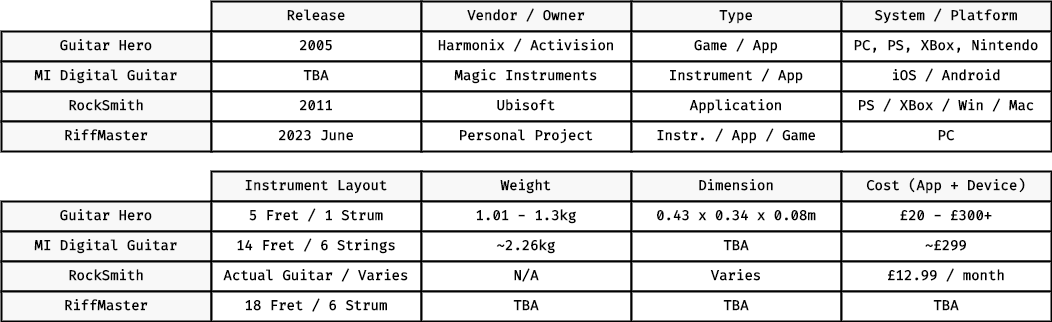 Release Vendor / Owner Type System / Platform
Guitar Hero 2005 Harmonix / Activision Game / App PC, PS, XBox, Nintendo
MI Digital Guitar TBA Magic Instruments Instrument / App iOS / Android
RockSmith 2011 Ubisoft Application PS / XBox / Win / Mac
RiffMaster 2023 June Personal Project Instr. / App / Game PC
Instrument Layout Weight Dimension Cost (App + Device)
Guitar Hero 5 Fret / 1 Strum 1.01 - 1.3kg 0.43 x 0.34 x 0.08m £20 - £300+
MI Digital Guitar 14 Fret / 6 Strings ~2.26kg TBA ~£299
RockSmith Actual Guitar / Varies N/A Varies £12.99 / month
RiffMaster 18 Fret / 6 Strum TBA TBA TBA